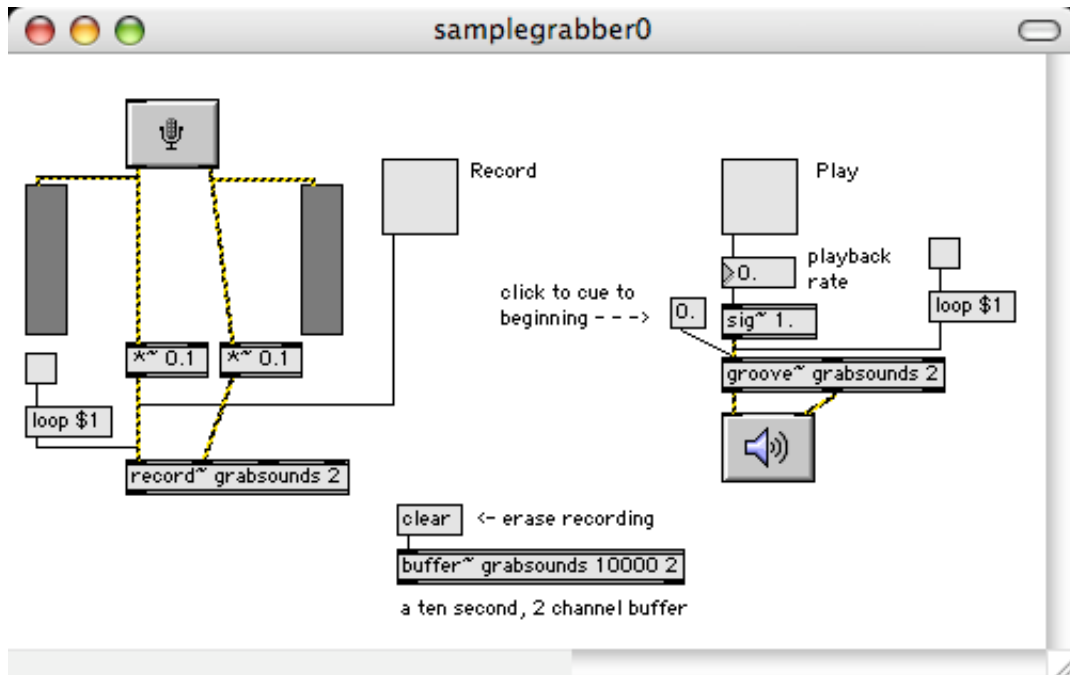 samplegrabber0
Record
Play
playback
rate
0.
click to cue to
beginning - - ->
0.
sig~ 1.
loop $1
*~ 0.1
*~ 0.1
groove~ grabsounds 2
loop $1
record~ grabsounds 2
clear
<- erase recording
buffer~ grabsounds 10000 2
a ten second, 2 channel buffer